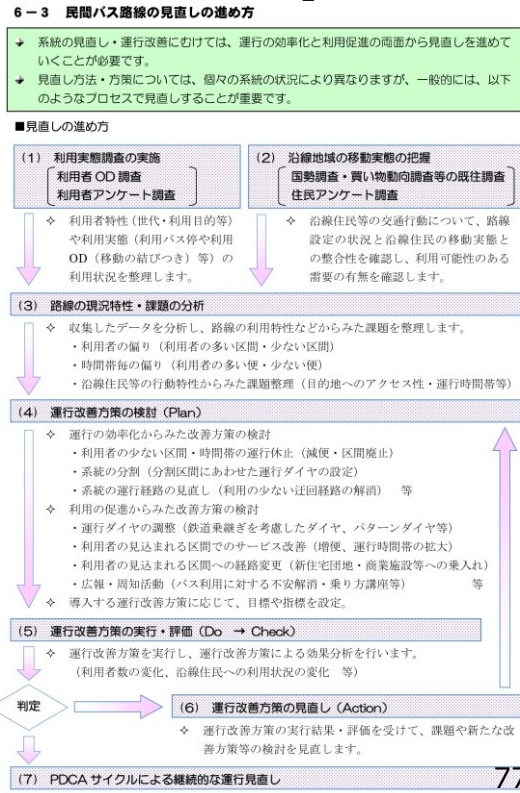 6－3 民間バス路線の見直しの進め方
系統の見直し・運行改善にむけては、運行の効率化と利用促進の両面から見直しを進めて
いくことが必要です。
見直し方法・方策については、個々の系統の状況により異なりますが、一般的には、以下
のようなプロセスで見直しすることが重要です。
■見直しの進め方
(1) 利用実態調査の実施
利用者 OD 調査
利用者アンケート調査
(2) 沿線地域の移動実態の把握
国勢調査・買い物動向調査等の既往調査
住民アンケート調査
✧ 利用者特性（世代・利用目的等）
や利用実態（利用バス停や利用
OD（移動の結びつき）等）の
利用状況を整理します。
✧ 沿線住民等の交通行動について、路線
設定の状況と沿線住民の移動実態と
の整合性を確認し、利用可能性のある
需要の有無を確認します。
(3) 路線の現況特性・課題の分析
✧ 収集したデータを分析し、路線の利用特性などからみた課題を整理します。
・利用者の偏り（利用者の多い区間・少ない区間）
・時間帯毎の偏り（利用者の多い便・少ない便）
・沿線住民等の行動特性からみた課題整理（目的地へのアクセス性・運行時間帯等）
(4) 運行改善方策の検討（Plan）
✧ 運行の効率化からみた改善方策の検討
・利用者の少ない区間・時間帯の運行休止（減便・区間廃止）
・系統の分割（分割区間にあわせた運行ダイヤの設定）
・系統の運行経路の見直し（利用の少ない迂回経路の解消） 等
✧ 利用の促進からみた改善方策の検討
・運行ダイヤの調整（鉄道乗継ぎを考慮したダイヤ、パターンダイヤ等）
・利用者の見込まれる区間でのサービス改善（増便、運行時間帯の拡大）
・利用者の見込まれる区間への経路変更（新住宅団地・商業施設等への乗入れ）
・広報・周知活動（バス利用に対する不安解消・乗り方講座等） 等
✧ 導入する運行改善方策に応じて、目標や指標を設定。
(5) 運行改善方策の実行・評価（Do → Check）
✧ 運行改善方策を実行し、運行改善方策による効果分析を行います。
（利用者数の変化、沿線住民への利用状況の変化 等）
判定
(6) 運行改善方策の見直し（Action）
✧ 運行改善方策の実行結果・評価を受けて、課題や新たな改
善方策等の検討を見直します。
(7) PDCA サイクルによる継続的な運行見直し
77